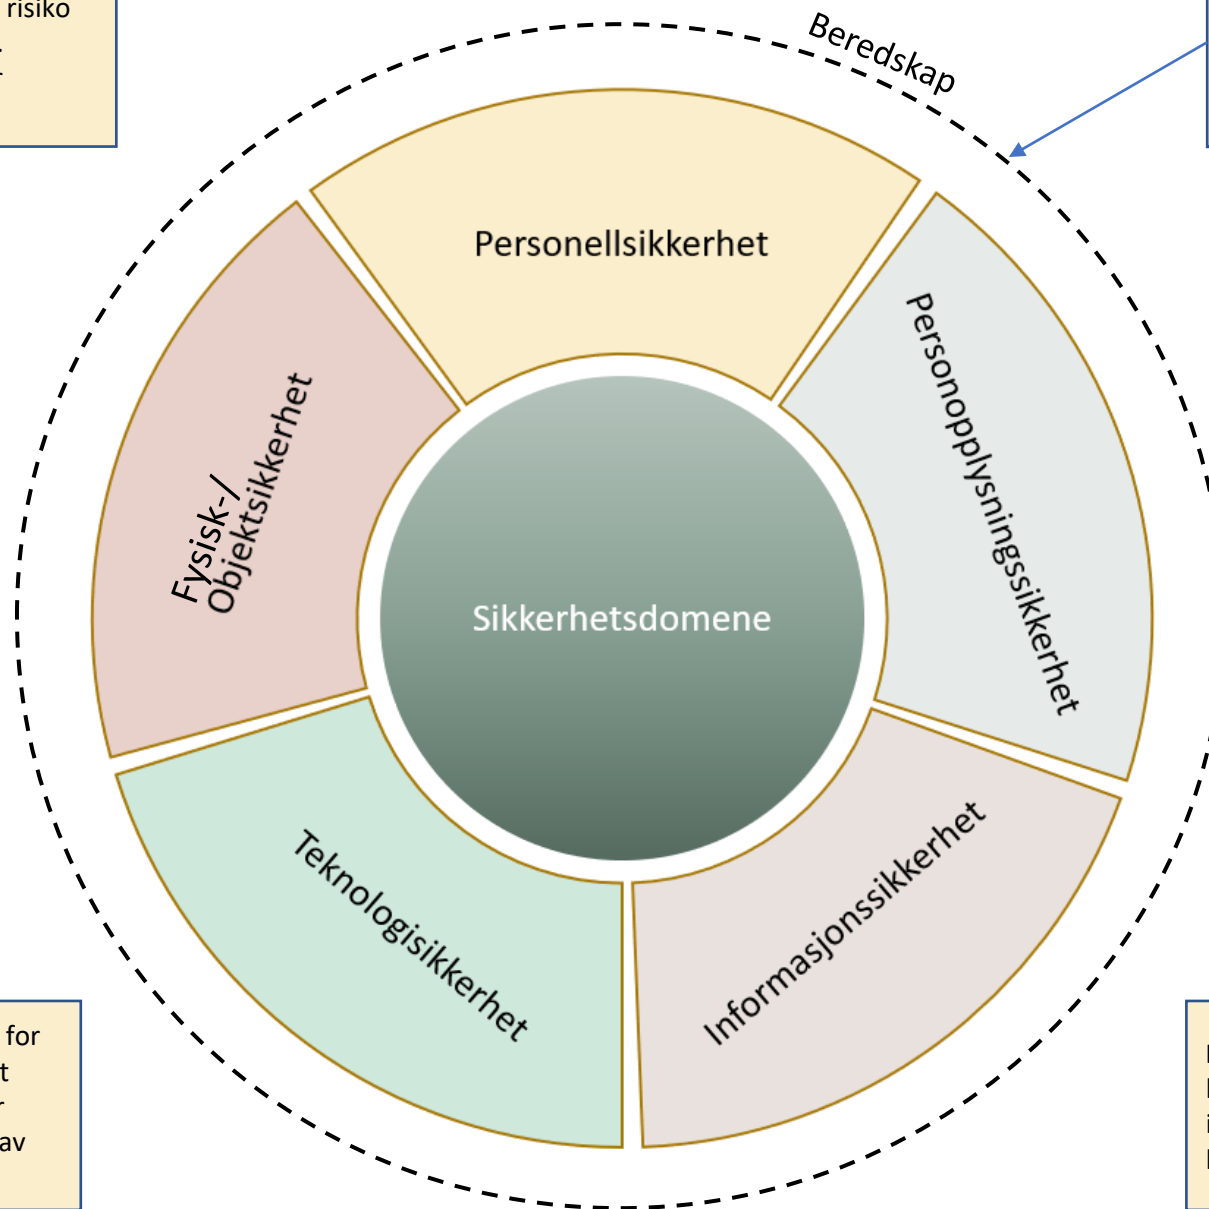 risiko
Beredskap
Personellsikkerhet
Personopplysningssikkerhet
Fysisk-/
Objektsikkerhet
Sikkerhetsdomene
Teknologisikkerhet
Informasjonssikkerhet
for
t
r
av